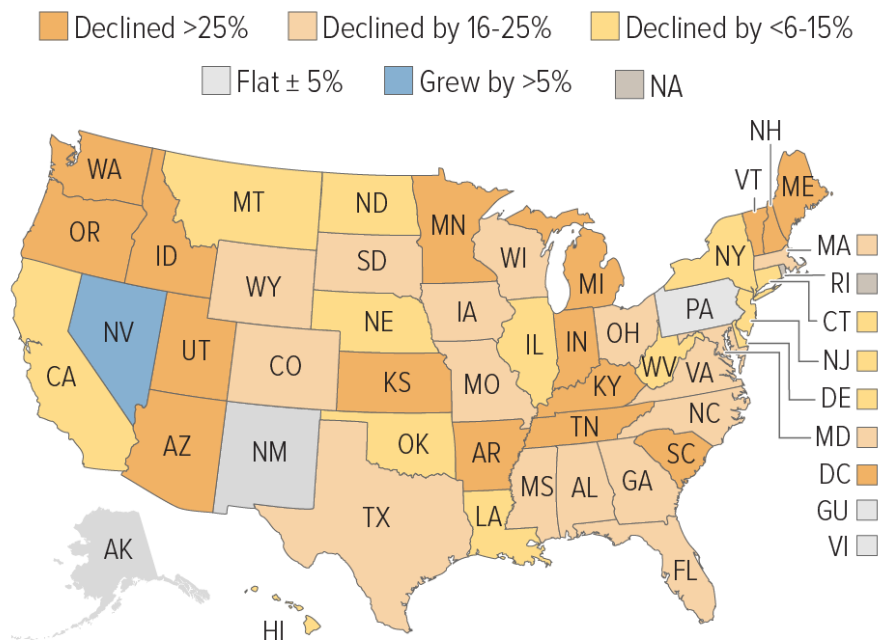 Declined >25% Declined by 16-25% Declined by <6-15%
Flat ± 5% Grew by >5% NA
NH
VT ME
WA
MT ND
MN
OR
ID
SD
WI
NY
MA
MI
RI
WY
IA
PA
CT
NV
NE
IL IN OH
NJ
UT
CO
WV
VA
CA
KS
MO
KY
DE
NC
TN
MD
AZ
NM
OK
AR
SC
DC
MS AL GA
GU
TX
LA
VI
AK
FL
HI